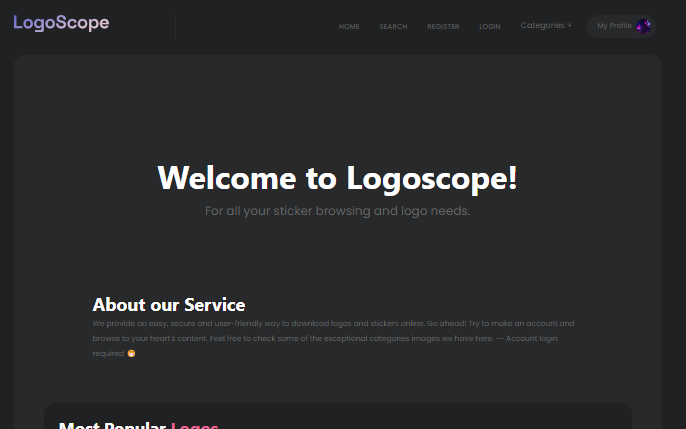 LogoScope
HOME SEARCH REGISTER LOGIN Categories + My Profile
Welcome to Logoscope!
For all your sticker browsing and logo needs.
About our Service
We provide an easy, secure and user-friendly way to download logos and stickers online. Go ahead! Try to make an account and
browse to your heart's content. Feel free to check some of the exceptional categories images we have here. -- Account login
required. 😷
Most Popular Logos